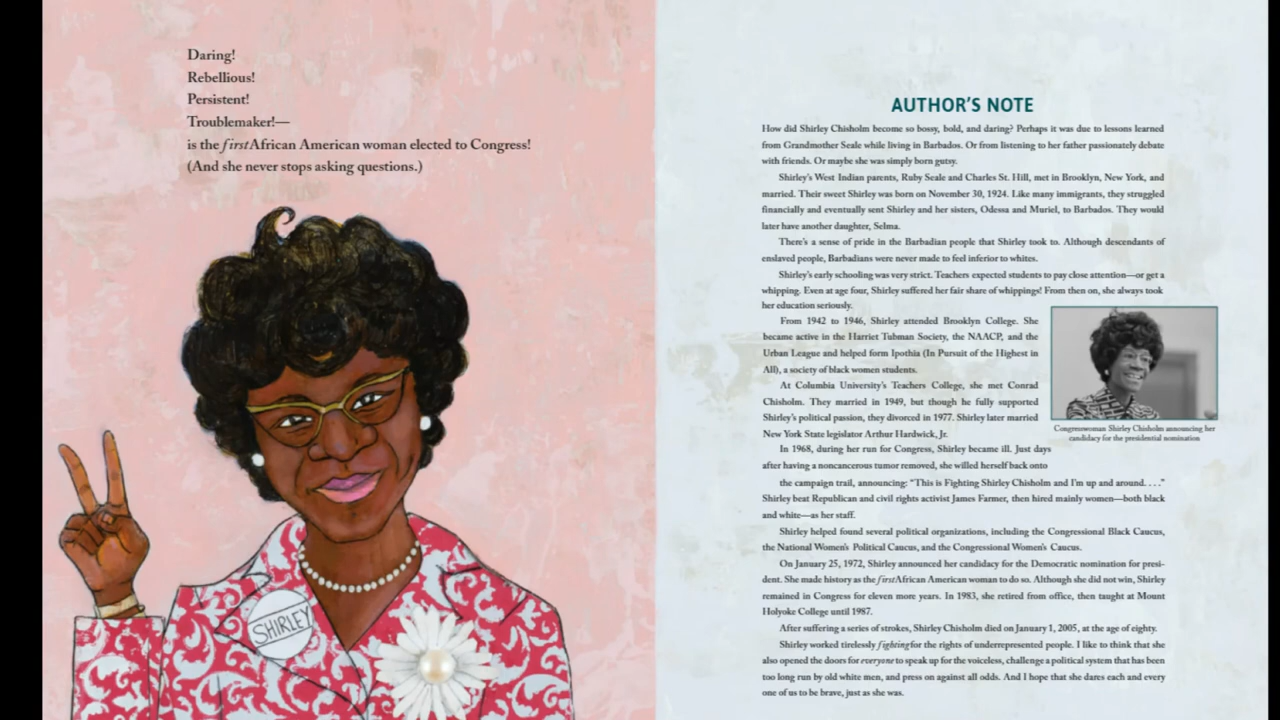 Daring!
Rebellious!
Persistent!
Troublemaker!—
is the first African American woman elected to Congress!
(And she never stops asking questions.)
SHIRLEY
AUTHOR'S NOTE
How did Shirley Chisholm become so bossy, bold, and daring? Perhaps it was due to lessons learned
from Grandmother Seale while living in Barbados. Or from listening to her father passionately debate
with friends. Or maybe she was simply born gutsy.
Shirley's West Indian parents, Ruby Seale and Charles St. Hill, met in Brooklyn, New York, and
married. Their sweet Shirley was born on November 30, 1924. Like many immigrants, they struggled
financially and eventually sent Shirley and her sisters, Odessa and Muriel, to Barbados. They would
later have another daughter, Selma.
There's a sense of pride in the Barbadian people that Shirley took to. Although descendants of
enslaved people, Barbadians were never made to feel inferior to whites.
Shirley's early schooling was very strict. Teachers expected students to pay close attention—or get a
whipping. Even at age four, Shirley suffered her fair share of whippings! From then on, she always took
her education seriously.
From 1942 to 1946, Shirley attended Brooklyn College. She
became active in the Harriet Tubman Society, the NAACP, and the
Urban League and helped form Ipothia (In Pursuit of the Highest in
All), a society of black women students.
At Columbia University's Teachers College, she met Conrad
Chisholm. They married in 1949, but though he fully supported
Shirley's political passion, they divorced in 1977. Shirley later married
New York State legislator Arthur Hardwick, Jr.
Congresswoman Shirley Chisholm announcing her
candidacy for the presidential nomination
In 1968, during her run for Congress, Shirley became ill. Just days
after having a noncancerous tumor removed, she willed herself back onto
the campaign trail, announcing: "This is Fighting Shirley Chisholm and I'm up and around. . . ."
Shirley beat Republican and civil rights activist James Farmer, then hired mainly women—both black
and white—as her staff.
Shirley helped found several political organizations, including the Congressional Black Caucus,
the National Women's Political Caucus, and the Congressional Women's Caucus.
On January 25, 1972, Shirley announced her candidacy for the Democratic nomination for presi-
dent. She made history as the first African American woman to do so. Although she did not win, Shirley
remained in Congress for eleven more years. In 1983, she retired from office, then taught at Mount
Holyoke College until 1987.
After suffering a series of strokes, Shirley Chisholm died on January 1, 2005, at the age of eighty.
Shirley worked tirelessly fighting for the rights of underrepresented people. I like to think that she
also opened the doors for everyone to speak up for the voiceless, challenge a political system that has been
too long run by old white men, and press on against all odds. And I hope that she dares each and every
one of us to be brave, just as she was.